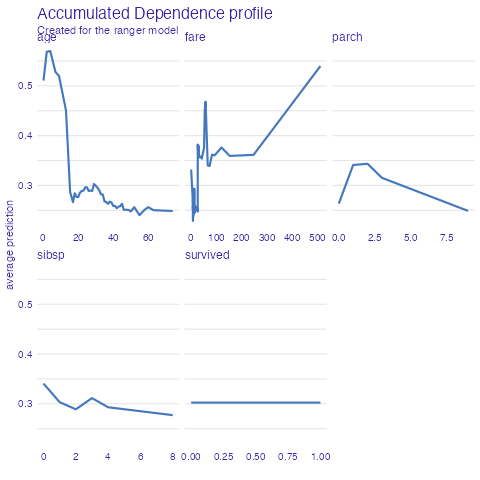 Accumulated Dependence profile
Created for the ranger model
age
fare
parch
0.5
0.4
0.3
0 20 40 60
0 100 200 300 400 500
0.0 2.5 5.0 7.5
average prediction
sibsp
survived
0.5
0.4
0.3
0 2 4 6 8
0.00 0.25 0.50 0.75 1.00